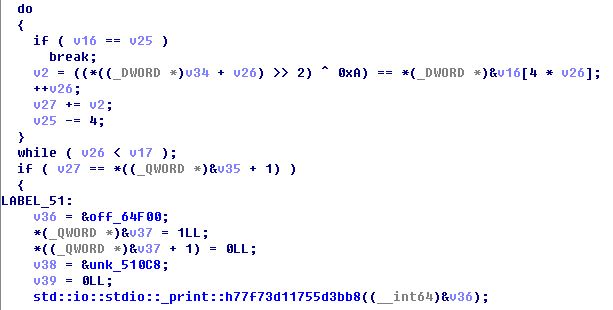 do
{
if ( v16 == v25 )
break;
v2 = ((*((_DWORD *)v34 + v26) >> 2) ^ 0xA) == *(_DWORD *)&v16[4 * v26];
++v26;
v27 += v2;
v25 -= 4;
}
while ( v26 < v17 );
if ( v27 == *((_QWORD *)&v35 + 1) )
{
LABEL_51:
v36 = &off_64F00;
*(_QWORD *)&v37 = 1LL;
*((_QWORD *)&v37 + 1) = 0LL;
v38 = &unk_510C8;
v39 = 0LL;
std::io::stdio::_print::h77f73d11755d3bb8((__int64)&v36);